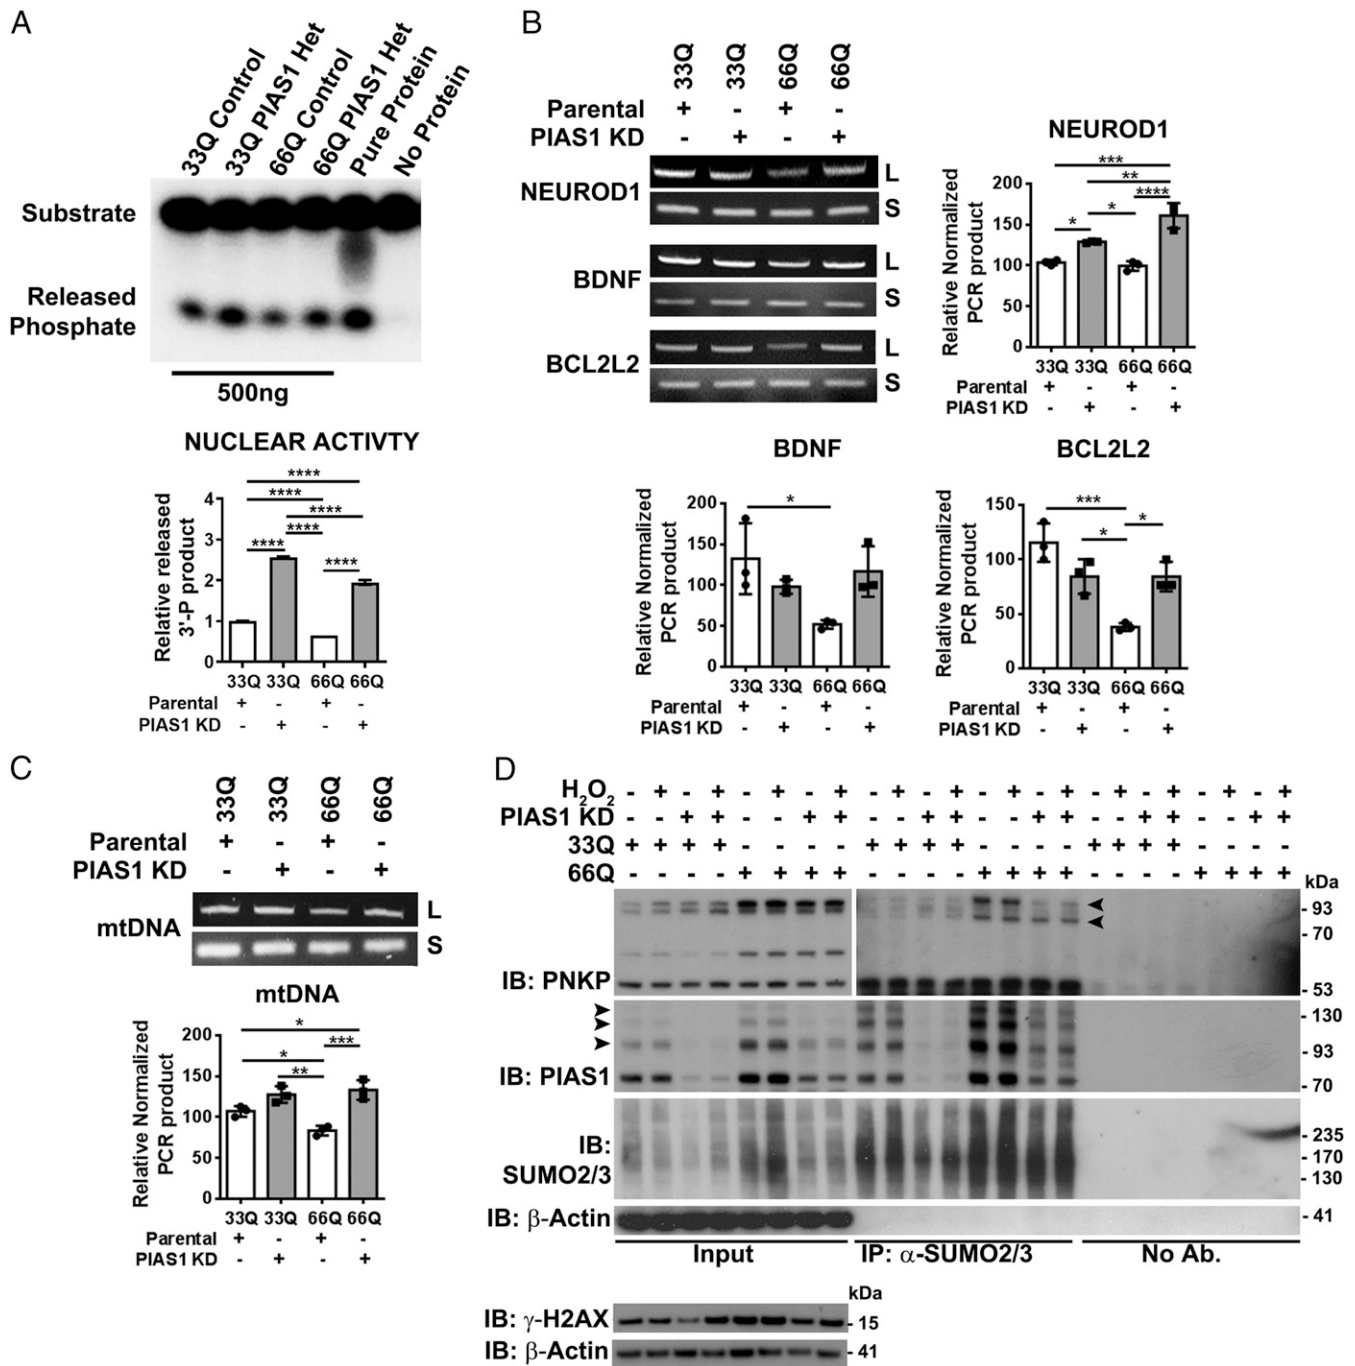 A
33Q Control
33Q PIAS1 Het
66Q Control
66Q PIAS1 Het
Pure Protein
No Protein
Substrate
Released
Phosphate
500ng
NUCLEAR ACTIVTY
Relative released
3'-P product
4
3
2
1
0
**** **** **** **** **** ****
33Q 33Q 66Q 66Q
Parental + - + -
PIAS1 KD - + - +
B
33Q 33Q 66Q 66Q
Parental + - + -
PIAS1 KD - + - +
NEUROD1 L
S
BDNF L
S
BCL2L2 L
S
NEUROD1
Relative Normalized
PCR product
200
150
100
50
0
***
**
****
* *
33Q 33Q 66Q 66Q
Parental + - + -
PIAS1 KD - + - +
BDNF
Relative Normalized
PCR product
200
150
100
50
0
*
33Q 33Q 66Q 66Q
Parental + - + -
PIAS1 KD - + - +
BCL2L2
Relative Normalized
PCR product
150
100
50
0
***
* *
33Q 33Q 66Q 66Q
Parental + - + -
PIAS1 KD - + - +
C
33Q 33Q 66Q 66Q
Parental + - + -
PIAS1 KD - + - +
mtDNA L
S
mtDNA
Relative Normalized
PCR product
200
150
100
50
0
*
* ***
**
33Q 33Q 66Q 66Q
Parental + - + -
PIAS1 KD - + - +
D
H₂O₂ - + - + - + - + - + - + - + - + - + - + - + - +
PIAS1 KD - - + + - - + + - - + + - - + + - - + + - - + +
33Q + + + + - - - - + + + + - - - - + + + + - - - -
66Q - - - - + + + + - - - - + + + + - - - - + + + +
kDa
- 93
- 70
IB: PNKP - 53
- 130
- 93
IB: PIAS1 - 70
IB:
SUMO2/3
- 235
- 170
- 130
IB: β-Actin - 41
Input IP: α-SUMO2/3 No Ab.
kDa
IB: γ-H2AX - 15
IB: β-Actin - 41